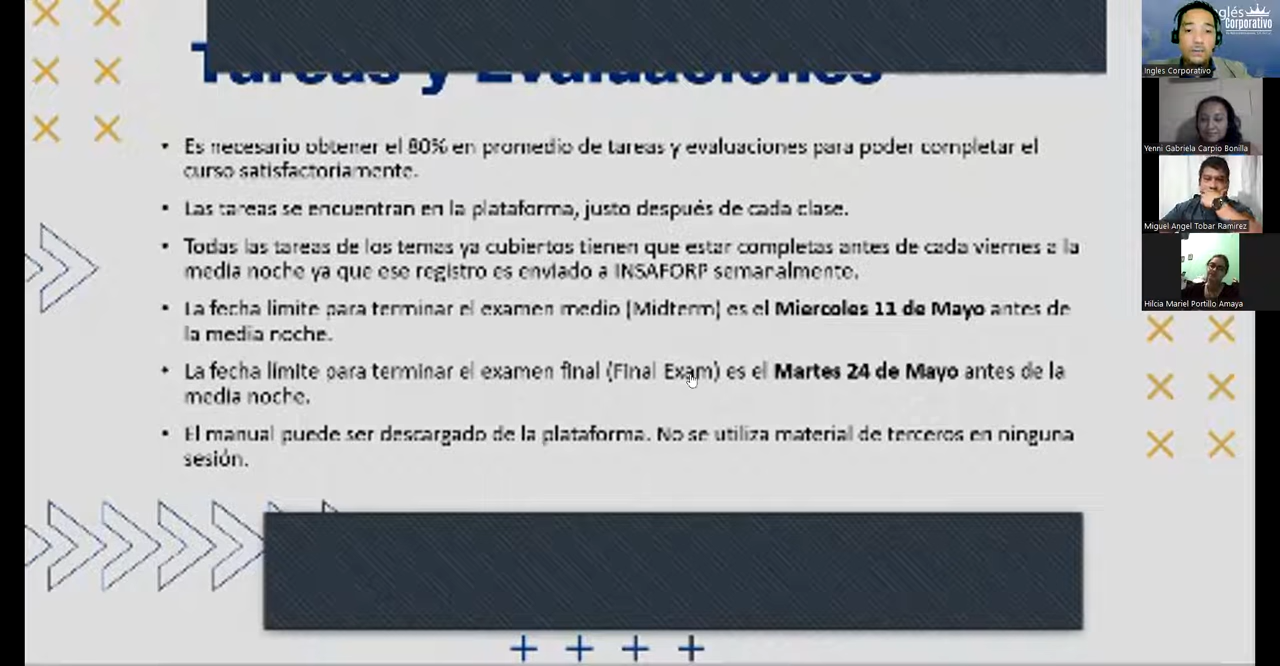 Tareas y Evaluaciones
• Es necesario obtener el 80% en promedio de tareas y evaluaciones para poder completar el
curso satisfactoriamente.
• Las tareas se encuentran en la plataforma, justo después de cada clase.
• Todas las tareas de los temas ya cubiertos tienen que estar completas antes de cada viernes a la
media noche ya que ese registro es enviado a INSAFORP semanalmente.
• La fecha límite para terminar el examen medio (Midterm) es el Miercoles 11 de Mayo antes de
la media noche.
• La fecha límite para terminar el examen final (Final Exam) es el Martes 24 de Mayo antes de la
media noche.
• El manual puede ser descargado de la plataforma. No se utiliza material de terceros en ninguna
sesión.
glés
Corporativo
Ingles Corporativo
Yenni Gabriela Carpio Bonilla
Miguel Angel Tobar Ramirez
Hilcia Mariel Portillo Amaya